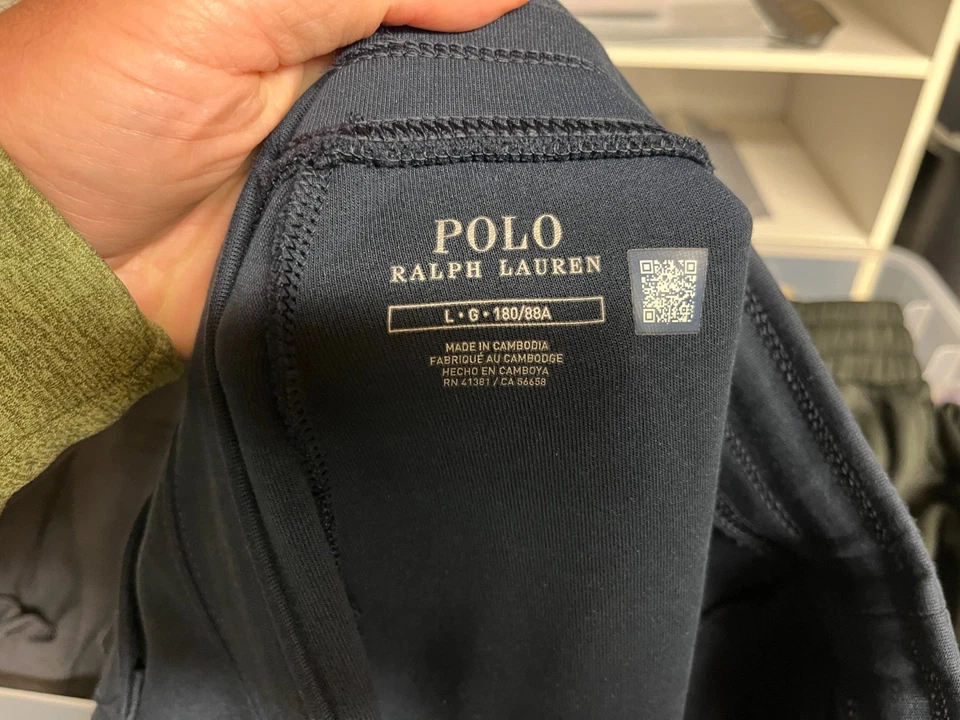 POLO
RALPH LAUREN
L • G • 180/88A
MADE IN CAMBODIA
FABRIQUÉ AU CAMBODGE
HECHO EN CAMBOYA
RN 41381 / CA 56658